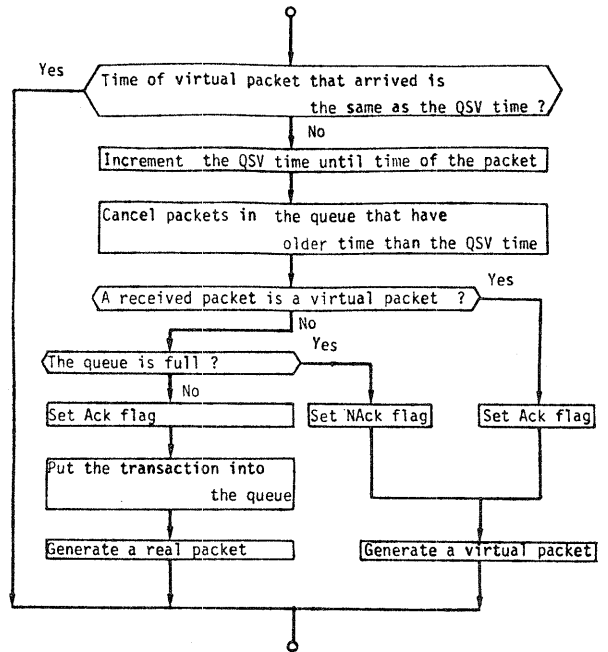 Yes
Time of virtual packet that arrived is
the same as the QSV time ?
No
Increment the QSV time until time of the packet
Cancel packets in the queue that have
older time than the QSV time
A received packet is a virtual packet ?
Yes
No
The queue is full ?
Yes
No
Set Ack flag
Set NAck flag
Set Ack flag
Put the transaction into
the queue
Generate a real packet
Generate a virtual packet